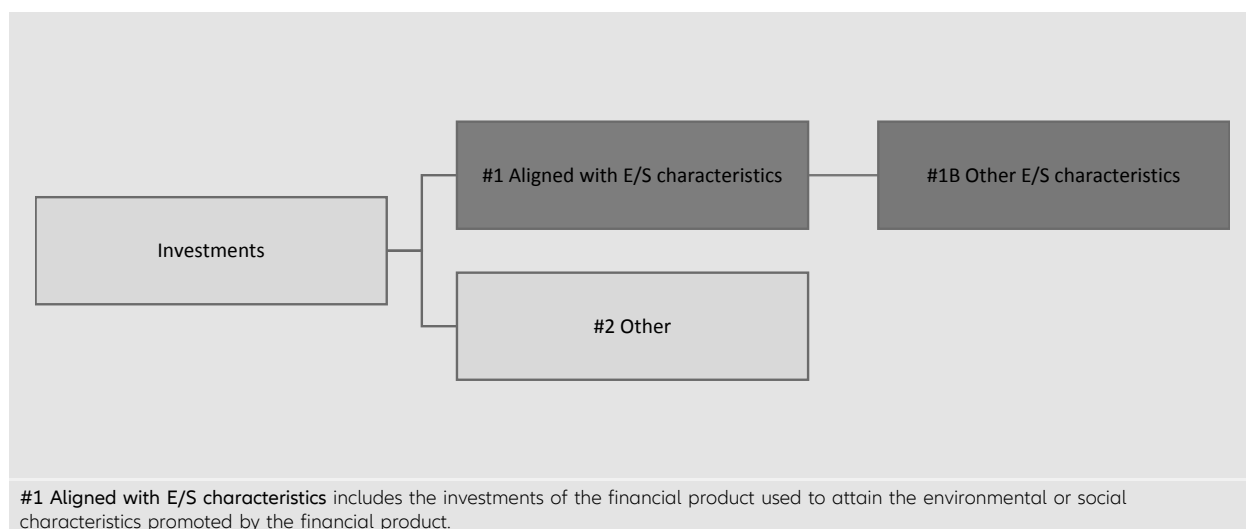 #1 Aligned with E/S characteristics
#1B Other E/S characteristics
Investments
#2 Other
#1 Aligned with E/S characteristics includes the investments of the financial product used to attain the environmental or social
characteristics promoted by the financial product.